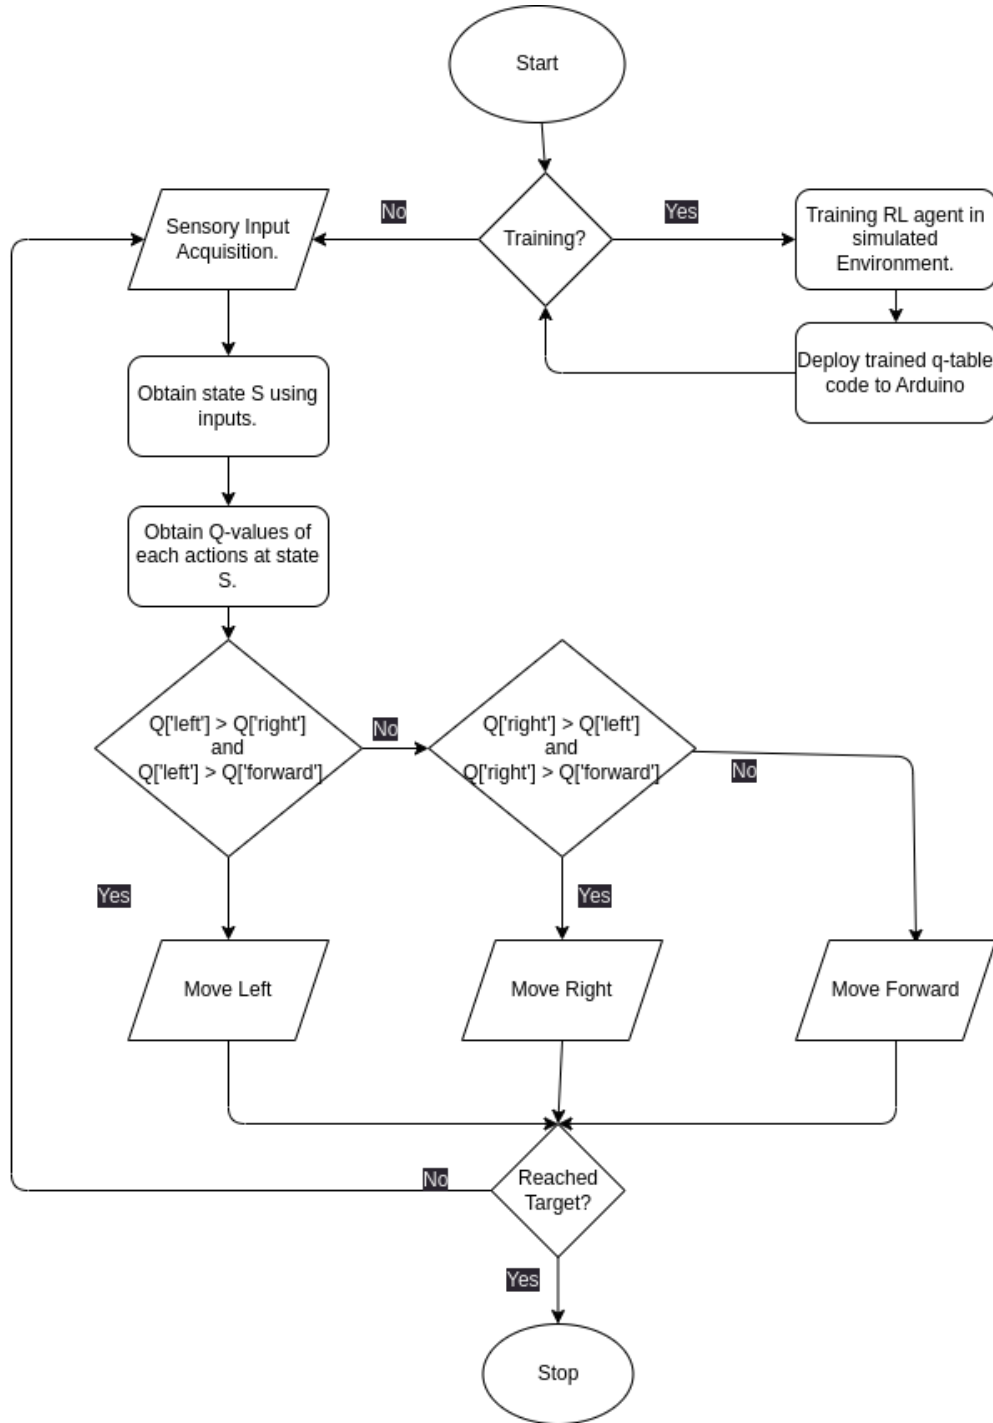 Start
Training?
No
Yes
Sensory Input
Acquisition.
Training RL agent in
simulated
Environment.
Deploy trained q-table
code to Arduino
Obtain state S using
inputs.
Obtain Q-values of
each actions at state
S.
Q['left'] > Q['right']
and
Q['left'] > Q['forward']
No
Q['right'] > Q['left']
and
Q['right'] > Q['forward']
No
Yes
Yes
Move Left
Move Right
Move Forward
Reached
Target?
No
Yes
Stop